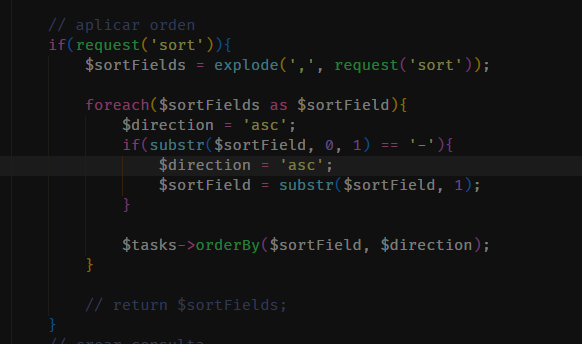 // aplicar orden
if(request('sort')){
$sortFields = explode(',', request('sort'));
foreach($sortFields as $sortField){
$direction = 'asc';
if(substr($sortField, 0, 1) == '-'){
$direction = 'asc';
$sortField = substr($sortField, 1);
}
$tasks->orderBy($sortField, $direction);
}
// return $sortFields;
}
// crear consulta